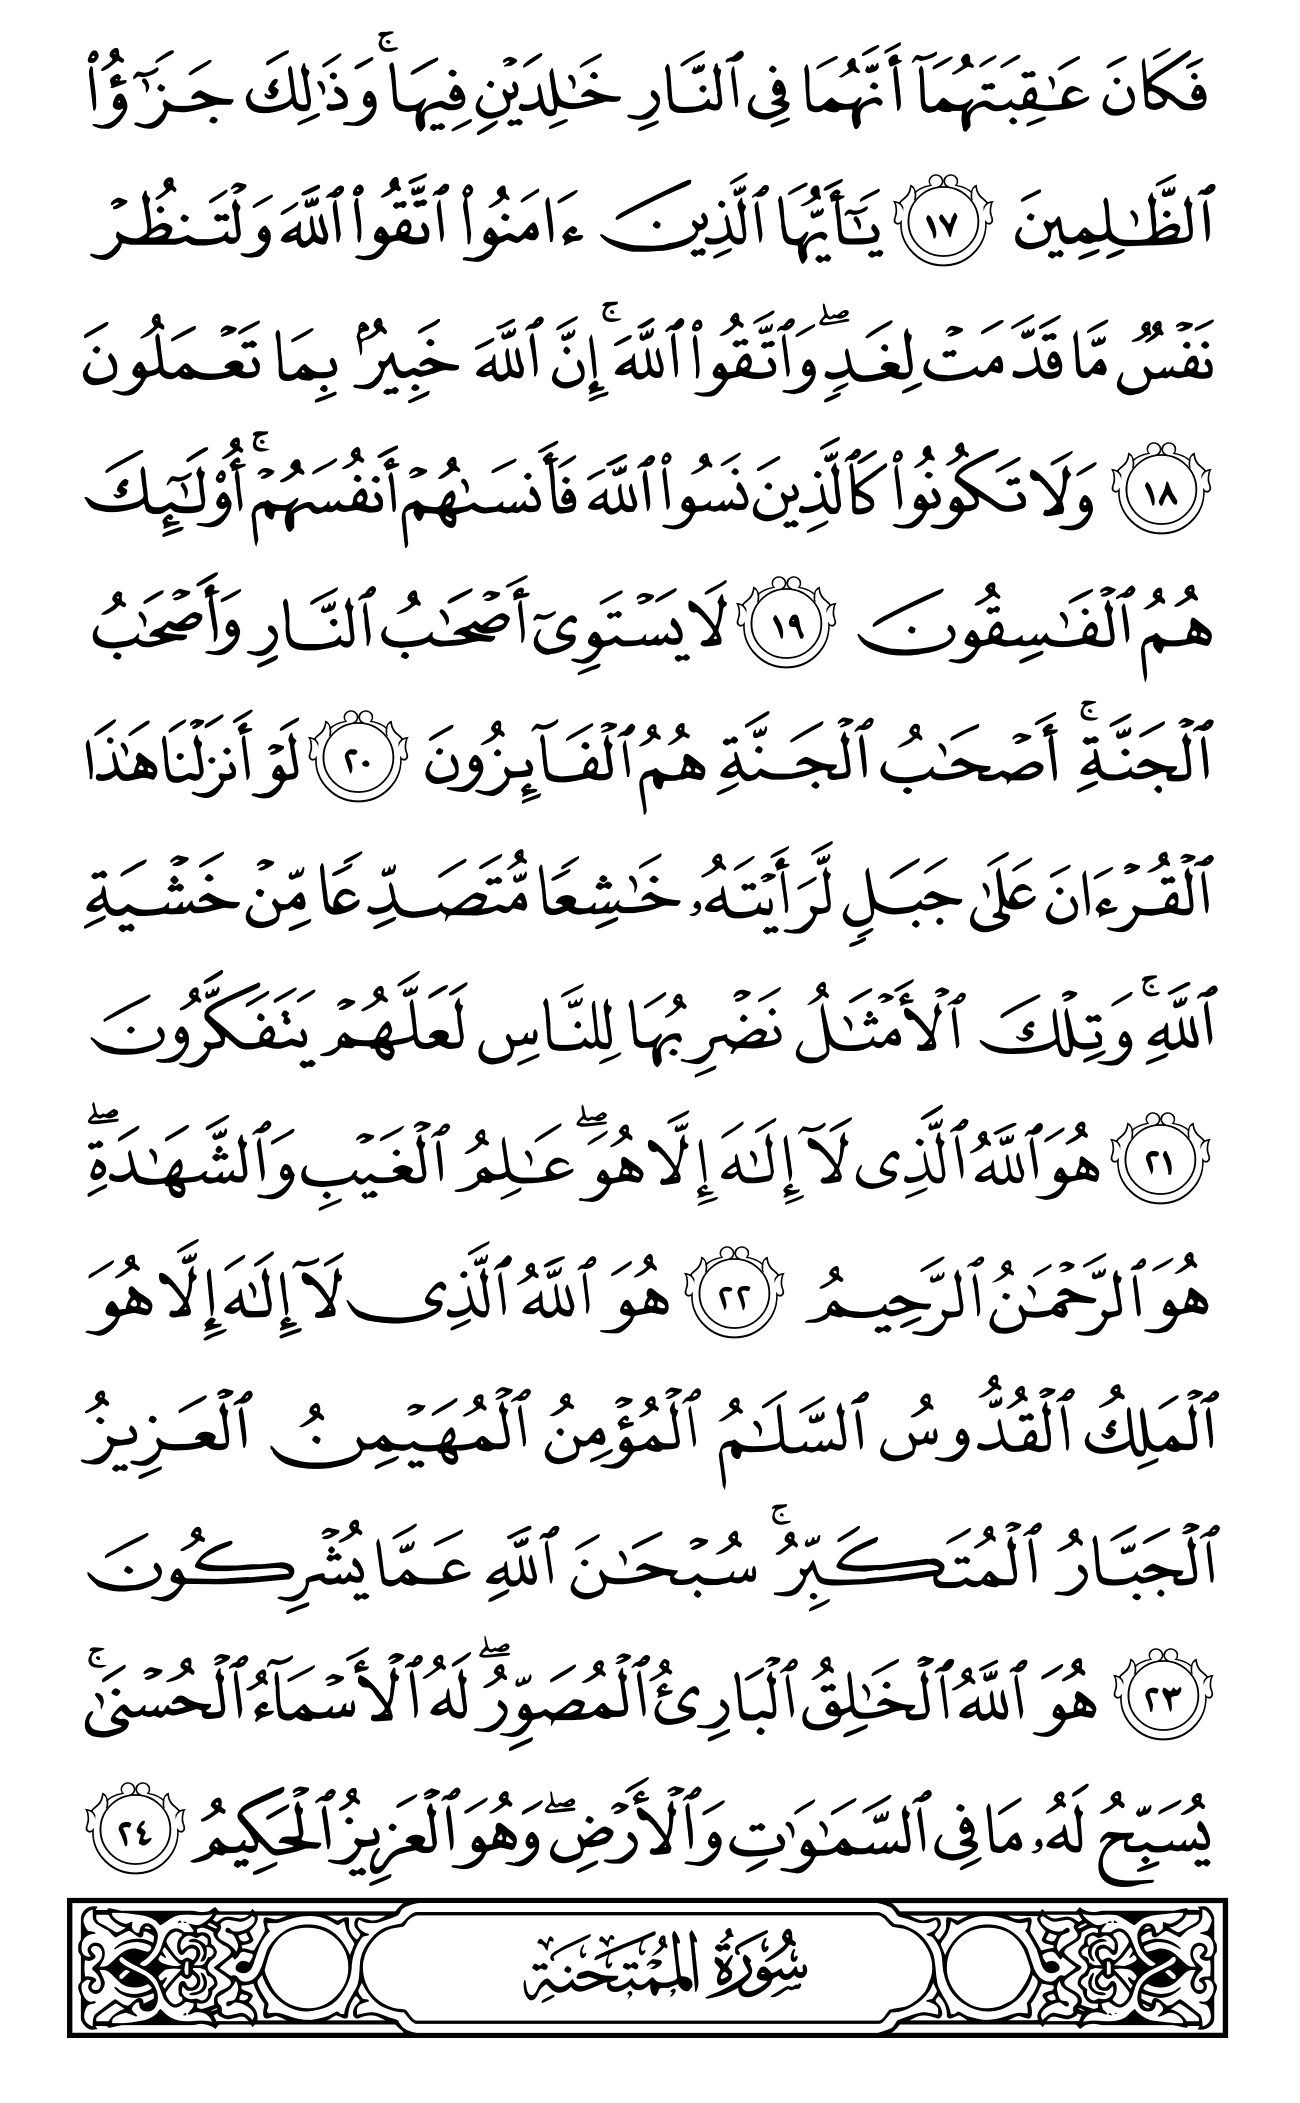 فَكَانَ عَـٰقِبَتَهُمَآ أَنَّهُمَا فِى ٱلنَّارِ خَـٰلِدَيْنِ فِيهَا ۚ وَذَٰلِكَ جَزَٰٓؤُا۟
ٱلظَّـٰلِمِينَ ١٧ يَـٰٓأَيُّهَا ٱلَّذِينَ ءَامَنُوا۟ ٱتَّقُوا۟ ٱللَّهَ وَلْتَنظُرْ
نَفْسٌ مَّا قَدَّمَتْ لِغَدٍ ۖ وَٱتَّقُوا۟ ٱللَّهَ ۚ إِنَّ ٱللَّهَ خَبِيرٌۢ بِمَا تَعْمَلُونَ
١٨ وَلَا تَكُونُوا۟ كَٱلَّذِينَ نَسُوا۟ ٱللَّهَ فَأَنسَىٰهُمْ أَنفُسَهُمْ ۚ أُو۟لَـٰٓئِكَ
هُمُ ٱلْفَـٰسِقُونَ ١٩ لَا يَسْتَوِىٓ أَصْحَـٰبُ ٱلنَّارِ وَأَصْحَـٰبُ
ٱلْجَنَّةِ ۚ أَصْحَـٰبُ ٱلْجَنَّةِ هُمُ ٱلْفَآئِزُونَ ٢٠ لَوْ أَنزَلْنَا هَـٰذَا
ٱلْقُرْءَانَ عَلَىٰ جَبَلٍ لَّرَأَيْتَهُۥ خَـٰشِعًا مُّتَصَدِّعًا مِّنْ خَشْيَةِ
ٱللَّهِ ۚ وَتِلْكَ ٱلْأَمْثَـٰلُ نَضْرِبُهَا لِلنَّاسِ لَعَلَّهُمْ يَتَفَكَّرُونَ
٢١ هُوَ ٱللَّهُ ٱلَّذِى لَآ إِلَـٰهَ إِلَّا هُوَ ۖ عَـٰلِمُ ٱلْغَيْبِ وَٱلشَّهَـٰدَةِ ۖ
هُوَ ٱلرَّحْمَـٰنُ ٱلرَّحِيمُ ٢٢ هُوَ ٱللَّهُ ٱلَّذِى لَآ إِلَـٰهَ إِلَّا هُوَ
ٱلْمَلِكُ ٱلْقُدُّوسُ ٱلسَّلَـٰمُ ٱلْمُؤْمِنُ ٱلْمُهَيْمِنُ ٱلْعَزِيزُ
ٱلْجَبَّارُ ٱلْمُتَكَبِّرُ ۚ سُبْحَـٰنَ ٱللَّهِ عَمَّا يُشْرِكُونَ
٢٣ هُوَ ٱللَّهُ ٱلْخَـٰلِقُ ٱلْبَارِئُ ٱلْمُصَوِّرُ ۖ لَهُ ٱلْأَسْمَآءُ ٱلْحُسْنَىٰ ۚ
يُسَبِّحُ لَهُۥ مَا فِى ٱلسَّمَـٰوَٰتِ وَٱلْأَرْضِ ۖ وَهُوَ ٱلْعَزِيزُ ٱلْحَكِيمُ ٢٤
سُورَةُ المُمْتَحَنَةِ